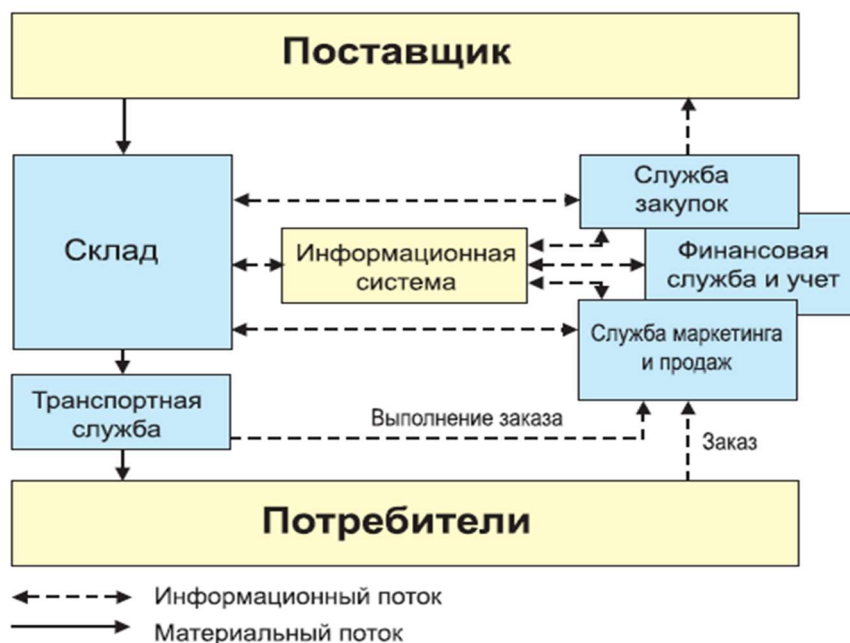 Поставщик
Служба
закупок
Склад
Информационная
система
Финансовая
служба и учет
Служба маркетинга
и продаж
Транспортная
служба
Выполнение заказа
Заказ
Потребители
Информационный поток
Материальный поток